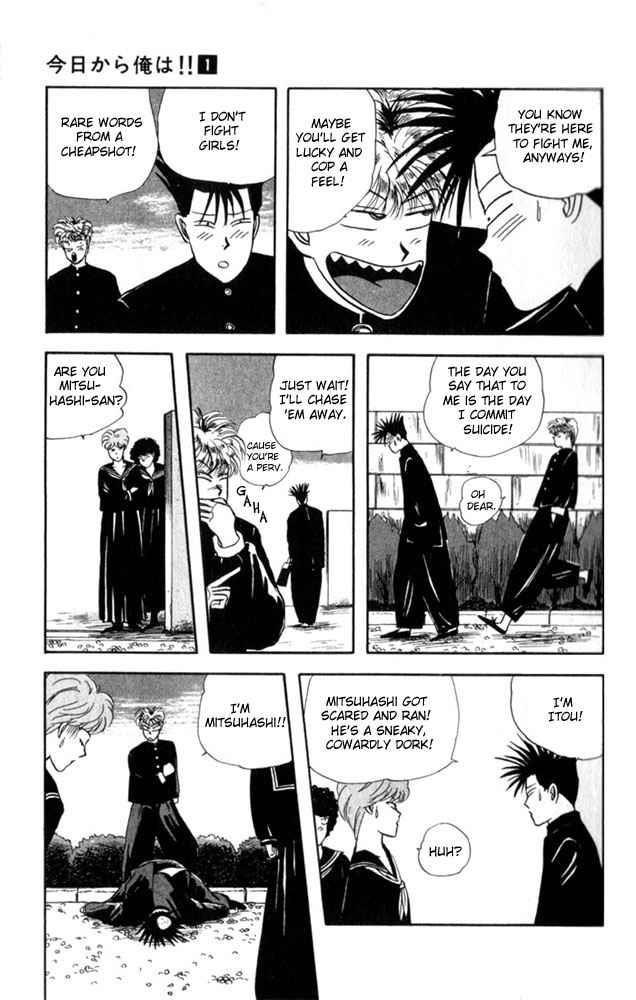 今日から俺は!! 1
YOU KNOW
THEY'RE HERE
TO FIGHT ME,
ANYWAYS!
MAYBE
YOU'LL GET
LUCKY AND
COP A
FEEL!
I DON'T
FIGHT
GIRLS!
RARE WORDS
FROM A
CHEAPSHOT!
THE DAY YOU
SAY THAT TO
ME IS THE DAY
I COMMIT
SUICIDE!
OH
DEAR.
JUST WAIT!
I'LL CHASE
'EM AWAY.
CAUSE
YOU'RE
A PERV.
GAHA
ARE YOU
MITSU-
HASHI-SAN?
I'M
ITOU!
MITSUHASHI GOT
SCARED AND RAN!
HE'S A SNEAKY,
COWARDLY DORK!
HUH?
I'M
MITSUHASHI!!